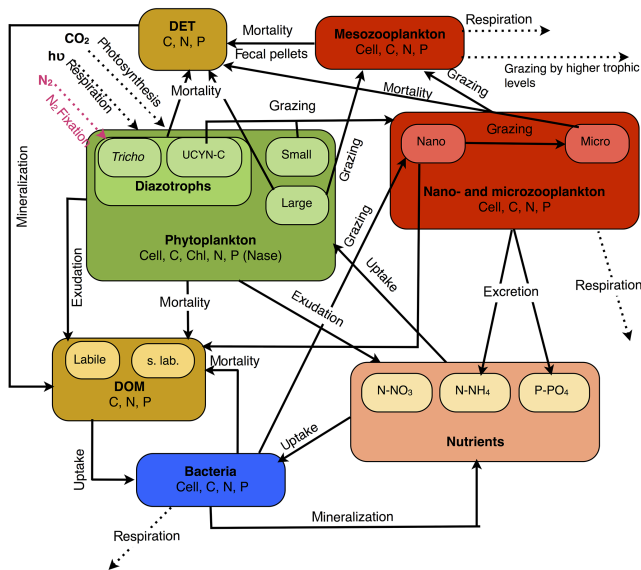 DET
C, N, P
Mortality
Fecal pellets
Mesozooplankton
Cell, C, N, P
Respiration
Grazing by higher trophic
levels
CO₂
hυ
Photosynthesis
Respiration
N₂
N₂ Fixation
Mortality
Grazing
Mortality
Grazing
Tricho
UCYN-C
Small
Diazotrophs
Large
Grazing
Phytoplankton
Cell, C, Chl, N, P (Nase)
Nano
Grazing
Micro
Nano- and microzooplankton
Cell, C, N, P
Mineralization
Exudation
Mortality
Exudation
Grazing
Uptake
Excretion
Respiration
Labile
s. lab.
DOM
C, N, P
Mortality
N-NO₃
N-NH₄
P-PO₄
Nutrients
Uptake
Uptake
Bacteria
Cell, C, N, P
Respiration
Mineralization